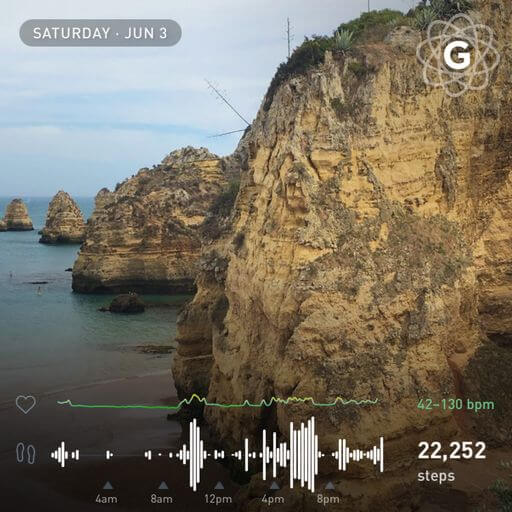 SATURDAY · JUN 3
G
42–130 bpm
22,252
steps
4am 8am 12pm 4pm 8pm